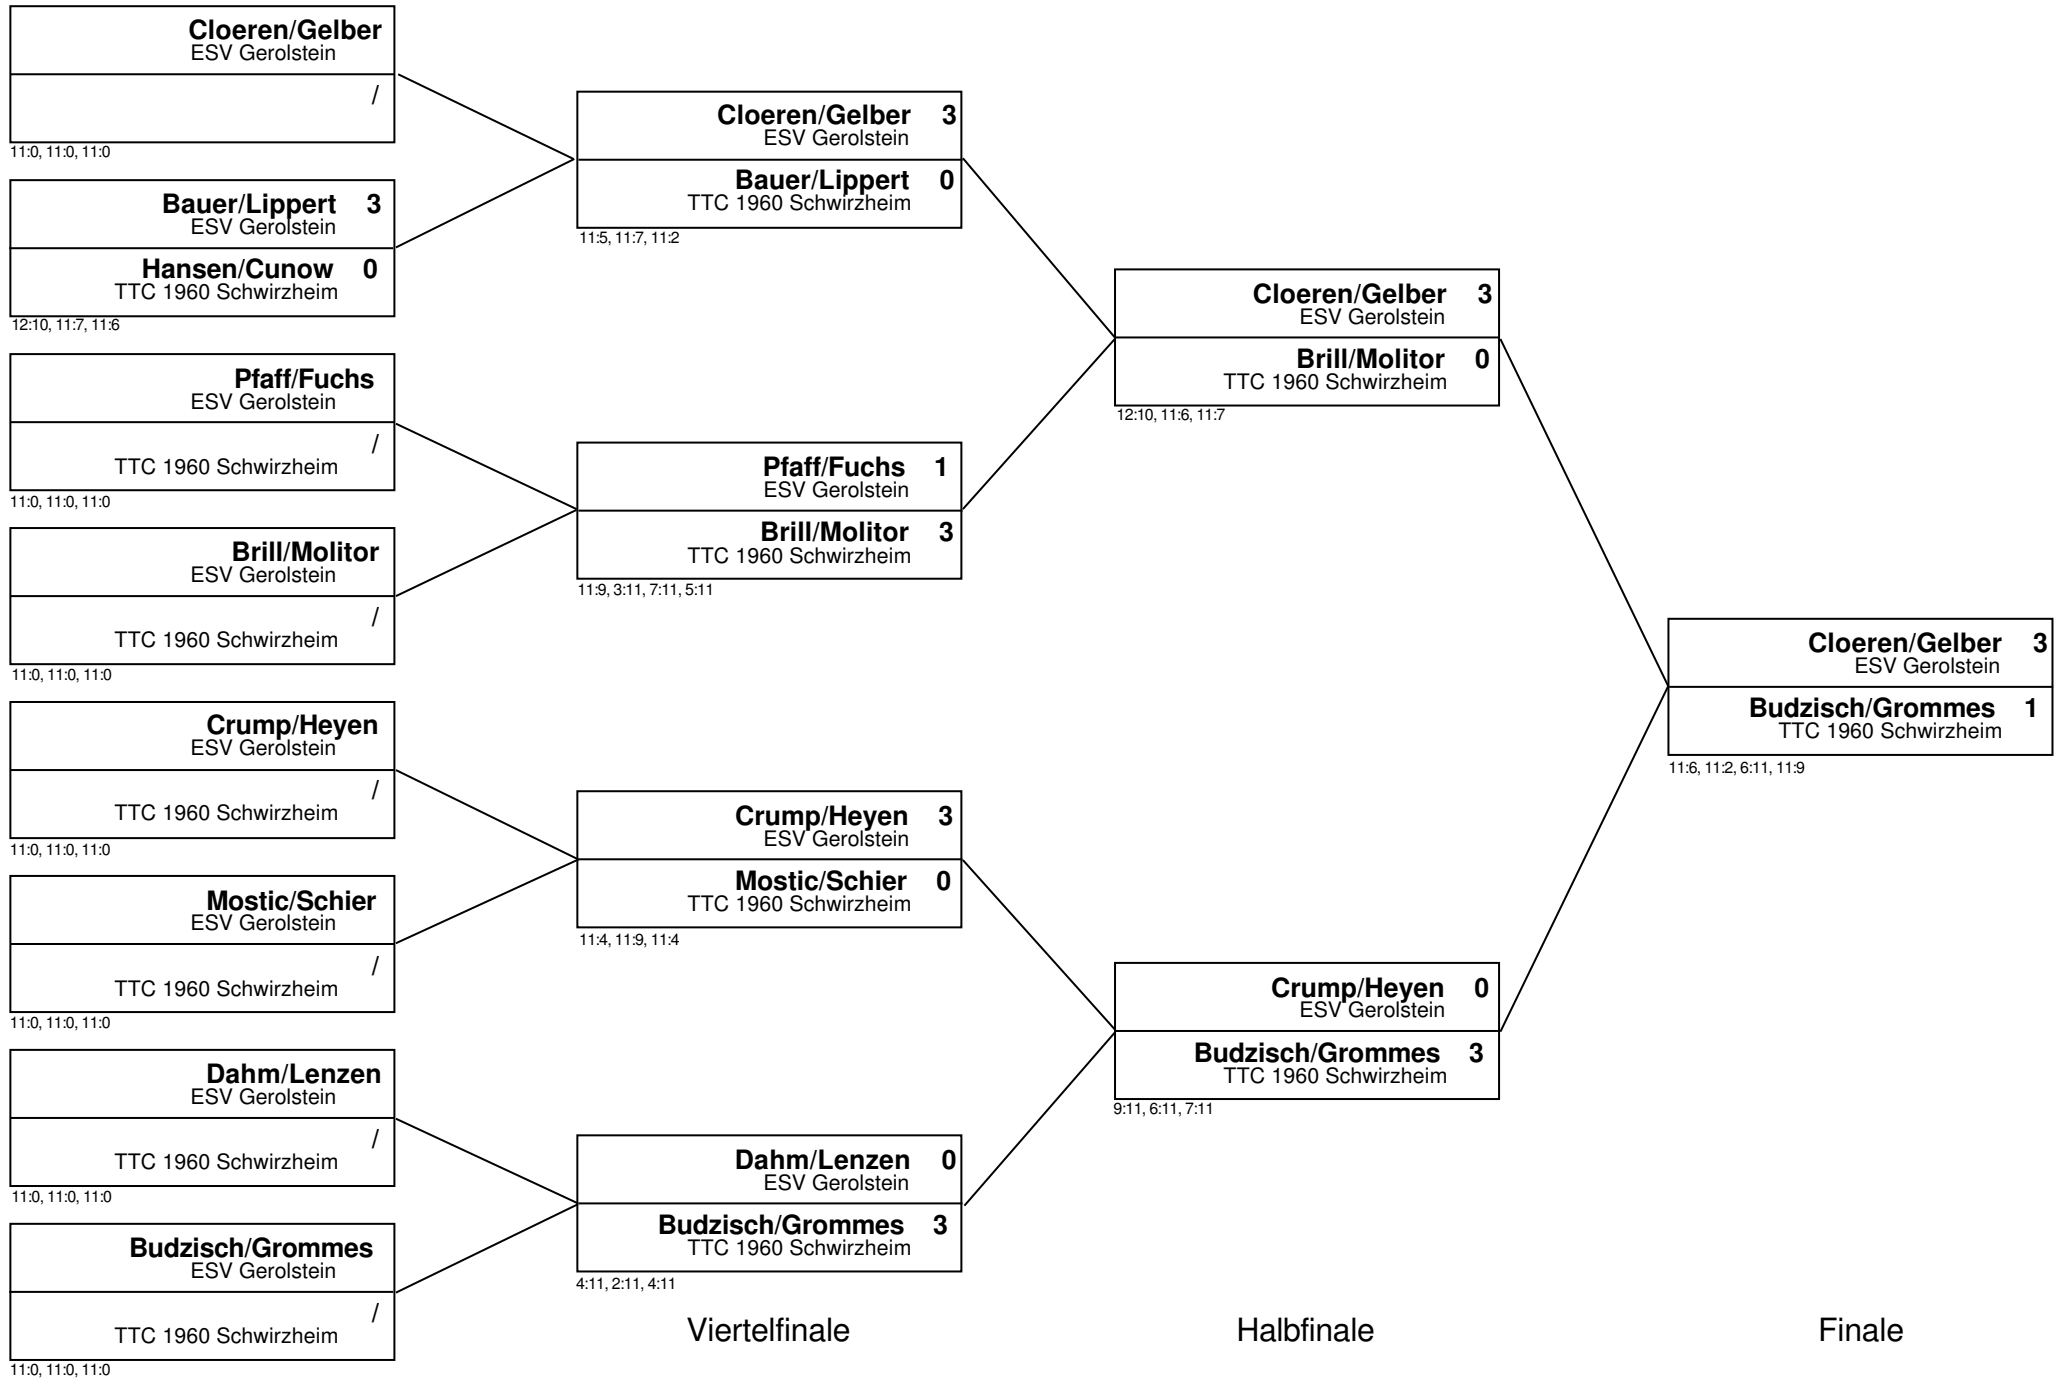 Cloeren/Gelber
ESV Gerolstein
/
11:0, 11:0, 11:0
Bauer/Lippert 3
ESV Gerolstein
Hansen/Cunow 0
TTC 1960 Schwirzheim
12:10, 11:7, 11:6
Pfaff/Fuchs
ESV Gerolstein
/
TTC 1960 Schwirzheim
11:0, 11:0, 11:0
Brill/Molitor
ESV Gerolstein
/
TTC 1960 Schwirzheim
11:0, 11:0, 11:0
Crump/Heyen
ESV Gerolstein
/
TTC 1960 Schwirzheim
11:0, 11:0, 11:0
Mostic/Schier
ESV Gerolstein
/
TTC 1960 Schwirzheim
11:0, 11:0, 11:0
Dahm/Lenzen
ESV Gerolstein
/
TTC 1960 Schwirzheim
11:0, 11:0, 11:0
Budzisch/Grommes
ESV Gerolstein
/
TTC 1960 Schwirzheim
11:0, 11:0, 11:0
Cloeren/Gelber 3
ESV Gerolstein
Bauer/Lippert 0
TTC 1960 Schwirzheim
11:5, 11:7, 11:2
Pfaff/Fuchs 1
ESV Gerolstein
Brill/Molitor 3
TTC 1960 Schwirzheim
11:9, 3:11, 7:11, 5:11
Crump/Heyen 3
ESV Gerolstein
Mostic/Schier 0
TTC 1960 Schwirzheim
11:4, 11:9, 11:4
Dahm/Lenzen 0
ESV Gerolstein
Budzisch/Grommes 3
TTC 1960 Schwirzheim
4:11, 2:11, 4:11
Viertelfinale
Cloeren/Gelber 3
ESV Gerolstein
Brill/Molitor 0
TTC 1960 Schwirzheim
12:10, 11:6, 11:7
Crump/Heyen 0
ESV Gerolstein
Budzisch/Grommes 3
TTC 1960 Schwirzheim
9:11, 6:11, 7:11
Halbfinale
Cloeren/Gelber 3
ESV Gerolstein
Budzisch/Grommes 1
TTC 1960 Schwirzheim
11:6, 11:2, 6:11, 11:9
Finale